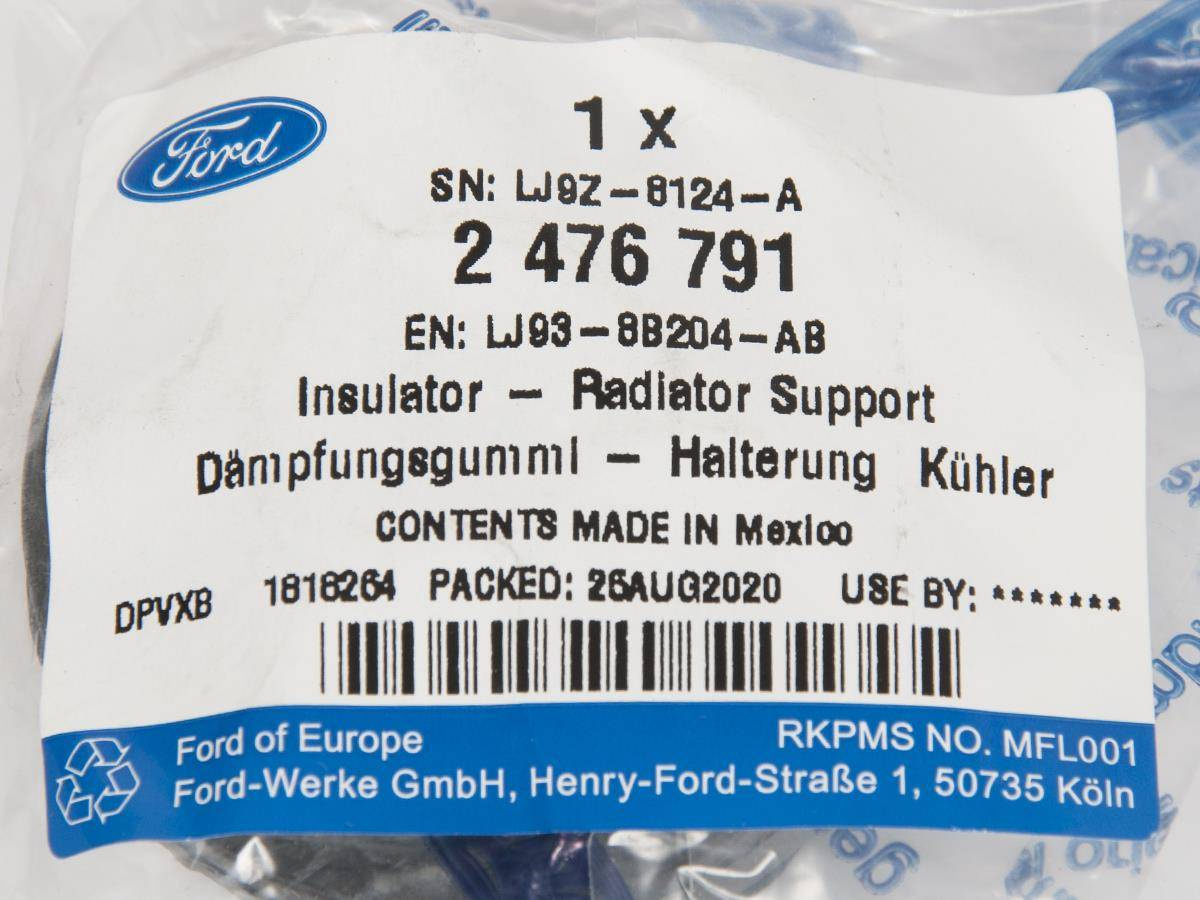 Ford
1 x
SN: LJ9Z-8124-A
2 476 791
EN: LJ93-8B204-AB
Insulator - Radiator Support
Dämpfungsgummi - Halterung Kühler
CONTENTS MADE IN Mexico
DPVXB 1818264 PACKED: 26AUG2020 USE BY: *******
Ford of Europe RKPMS NO. MFL001
Ford-Werke GmbH, Henry-Ford-Straße 1, 50735 Köln